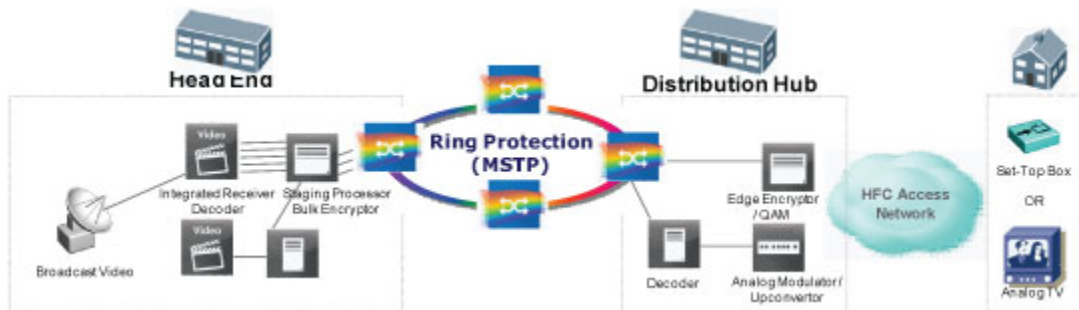 Head End
Distribution Hub
Ring Protection
(MSTP)
Video
Integrated Receiver
Decoder
Staging Processor
Bulk Encryptor
Video
Broadcast Video
Edge Encryptor
/ QAM
Decoder
Analog Modulator/
Upconvertor
HFC Access
Network
Set-Top Box
OR
Analog TV